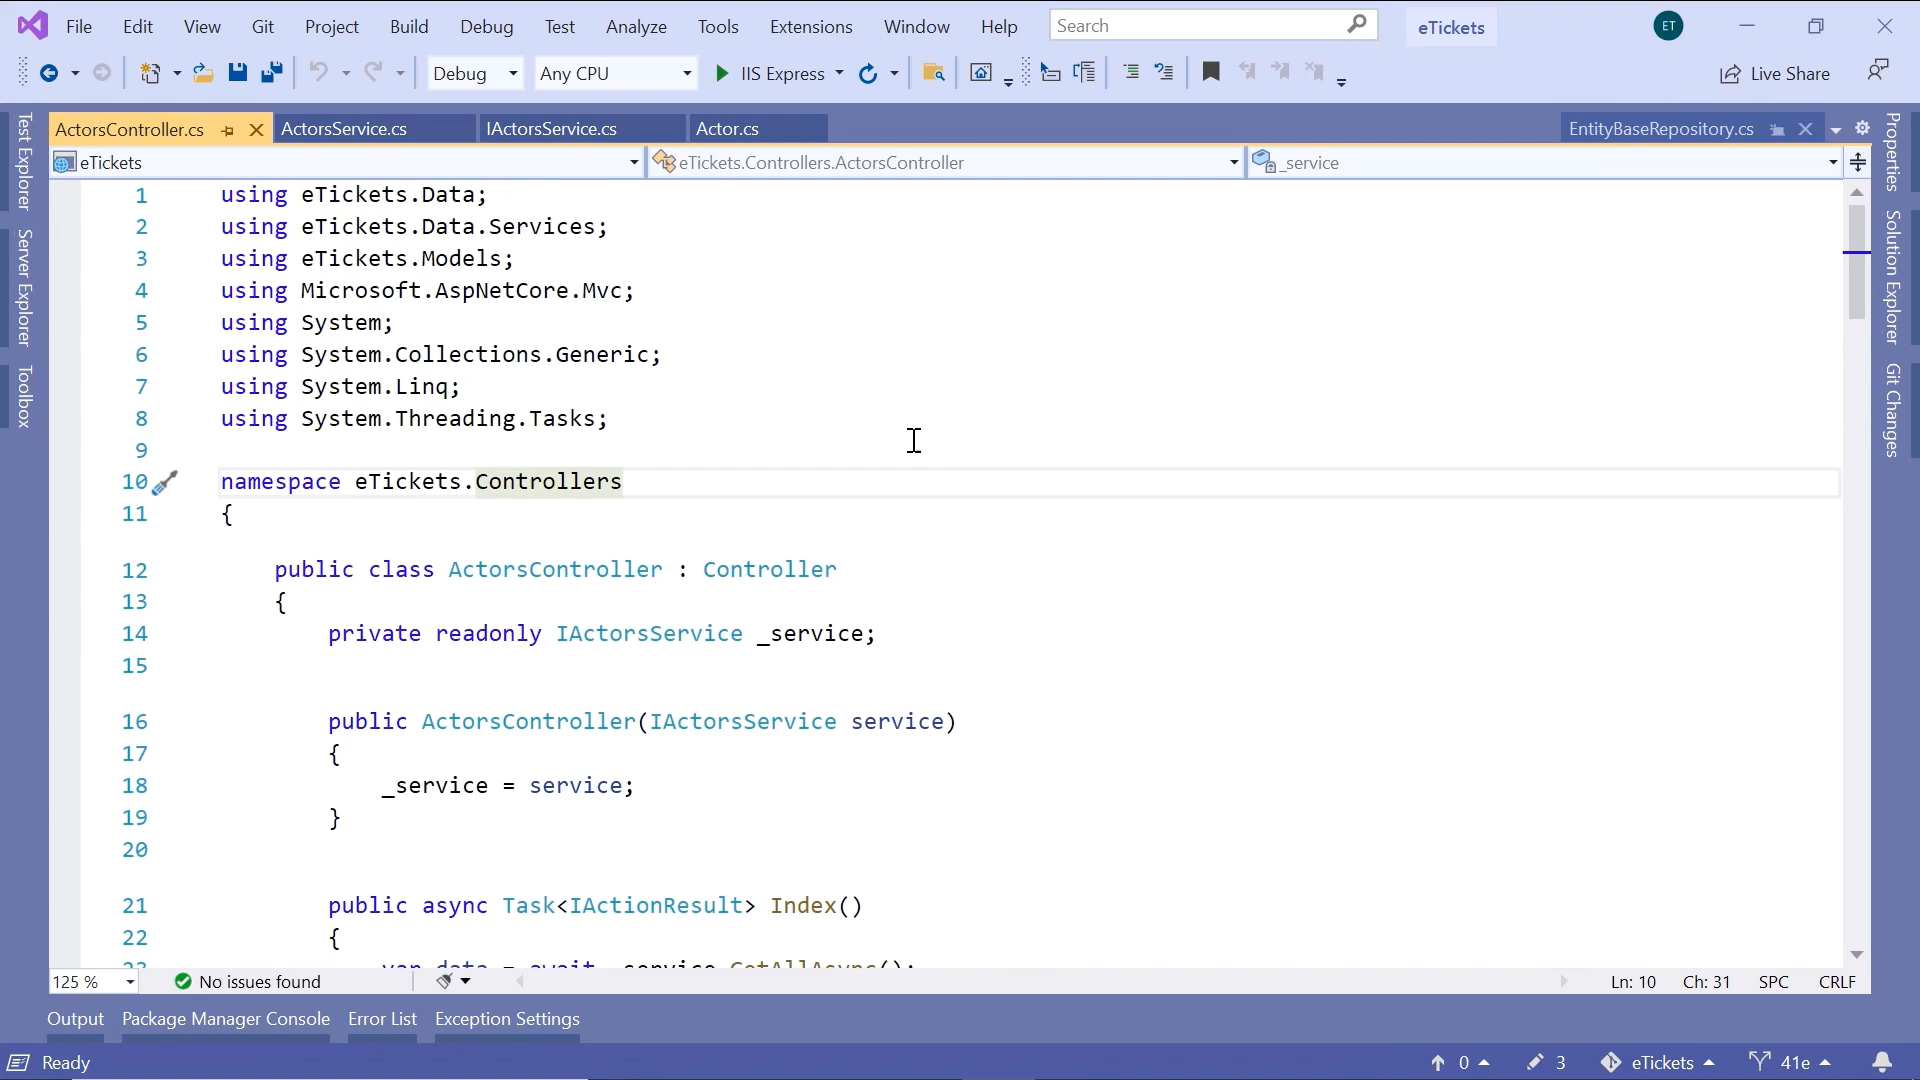 File Edit View Git Project Build Debug Test Analyze Tools Extensions Window Help Search eTickets ET
Debug Any CPU IIS Express Live Share
ActorsController.cs ActorsService.cs IActorsService.cs Actor.cs EntityBaseRepository.cs
eTickets eTickets.Controllers.ActorsController _service
Test Explorer
Server Explorer
Toolbox
1 using eTickets.Data;
2 using eTickets.Data.Services;
3 using eTickets.Models;
4 using Microsoft.AspNetCore.Mvc;
5 using System;
6 using System.Collections.Generic;
7 using System.Linq;
8 using System.Threading.Tasks;
9
10 namespace eTickets.Controllers
11 {
12 public class ActorsController : Controller
13 {
14 private readonly IActorsService _service;
15
16 public ActorsController(IActorsService service)
17 {
18 _service = service;
19 }
20
21 public async Task<IActionResult> Index()
22 {
23 var data = await _service.GetAllAsync();
Properties
Solution Explorer
Git Changes
125 % No issues found Ln: 10 Ch: 31 SPC CRLF
Output Package Manager Console Error List Exception Settings
Ready 0 3 eTickets 41e